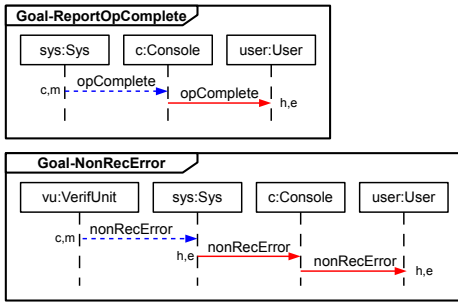 Goal-ReportOpComplete
sys:Sys c:Console user:User
opComplete
c,m
opComplete
h,e
Goal-NonRecError
vu:VerifUnit sys:Sys c:Console user:User
nonRecError
c,m
nonRecError
h,e
nonRecError
h,e